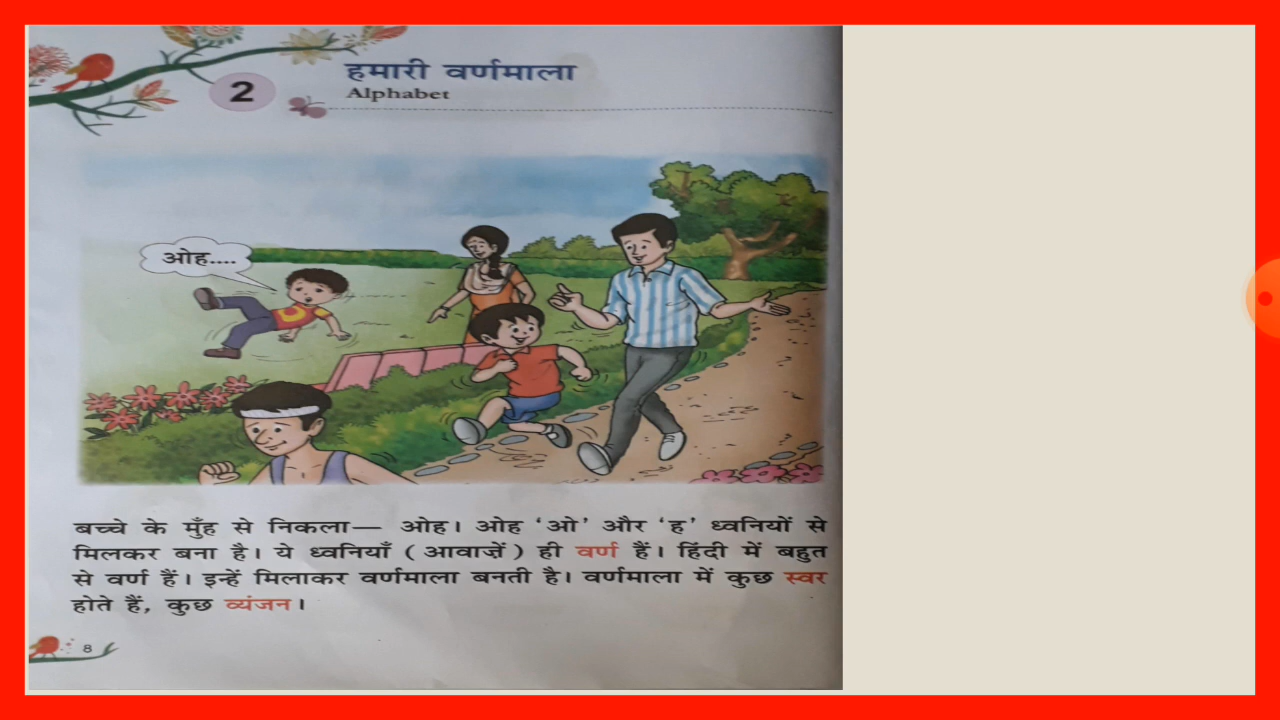 2
हमारी वर्णमाला
Alphabet
ओह....
बच्चे के मुँह से निकला— ओह। ओह ‘ओ’ और ‘ह’ ध्वनियों से
मिलकर बना है। ये ध्वनियाँ ( आवाज़ें ) ही वर्ण हैं। हिंदी में बहुत
से वर्ण हैं। इन्हें मिलाकर वर्णमाला बनती है। वर्णमाला में कुछ स्वर
होते हैं, कुछ व्यंजन।
8